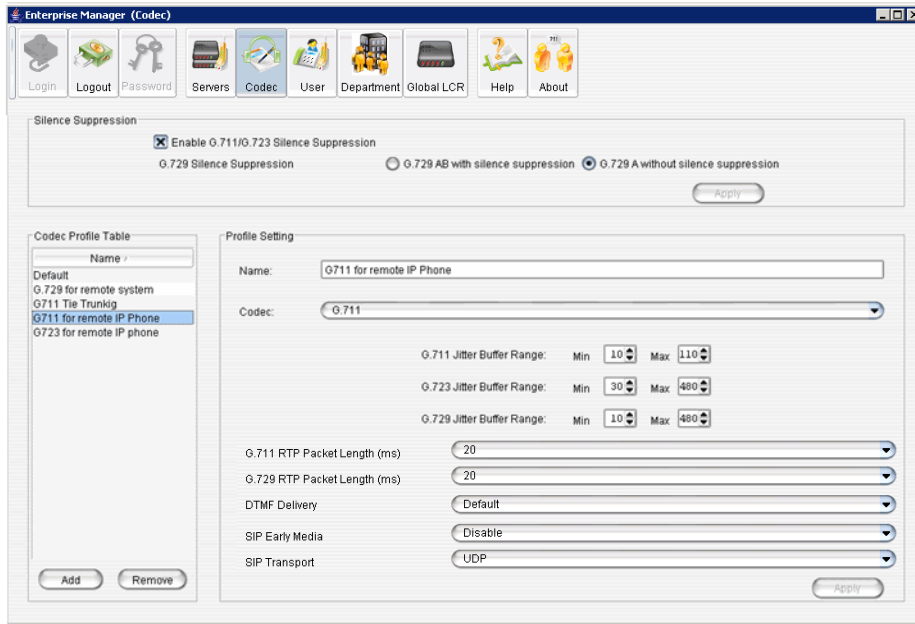 Enterprise Manager (Codec)
711
Login Logout Password Servers Codec User Department Global LCR Help About
Silence Suppression
Enable G.711/G.723 Silence Suppression
G.729 Silence Suppression G.729 AB with silence suppression G.729 A without silence suppression
Apply
Codec Profile Table
Name
Default
G.729 for remote system
G711 Tie Trunkig
G711 for remote IP Phone
G723 for remote IP phone
Add Remove
Profile Setting
Name: G711 for remote IP Phone
Codec: G.711
G.711 Jitter Buffer Range: Min 10 Max 110
G.723 Jitter Buffer Range: Min 30 Max 480
G.729 Jitter Buffer Range: Min 10 Max 480
G.711 RTP Packet Length (ms) 20
G.729 RTP Packet Length (ms) 20
DTMF Delivery Default
SIP Early Media Disable
SIP Transport UDP
Apply